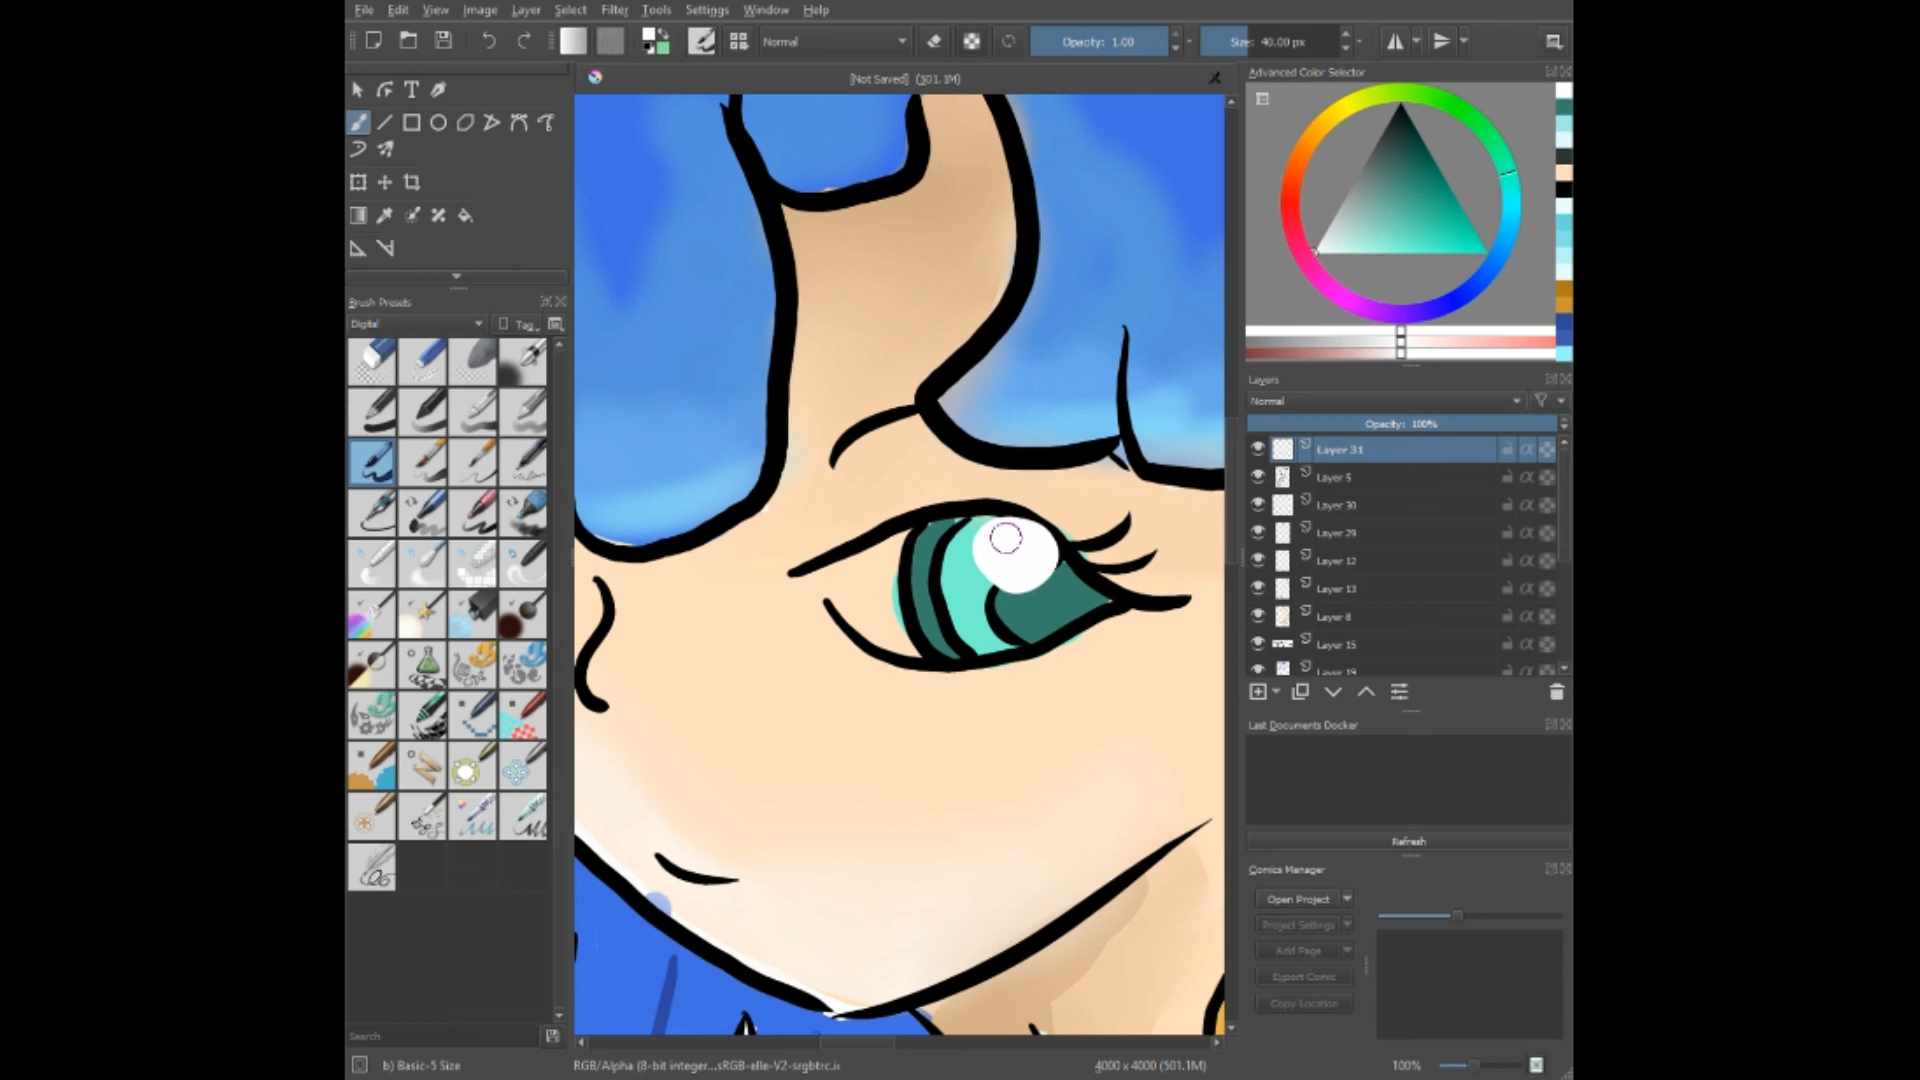 File Edit View Image Layer Select Filter Tools Settings Window Help
Normal
Opacity: 1.00
Size: 40.00 px
[Not Saved] (501.1M)
Advanced Color Selector
Brush Presets
Digital
Tag
Layers
Normal
Opacity: 100%
Layer 31
Layer 5
Layer 30
Layer 29
Layer 12
Layer 13
Layer 8
Layer 15
Layer 19
Last Documents Docker
Refresh
Comics Manager
Open Project
Project Settings
Add Page
Export Comic
Copy Location
Search
b) Basic-5 Size
RGB/Alpha (8-bit integer...sRGB-elle-V2-srgbtrc.ic
4000 x 4000 (501.1M)
100%